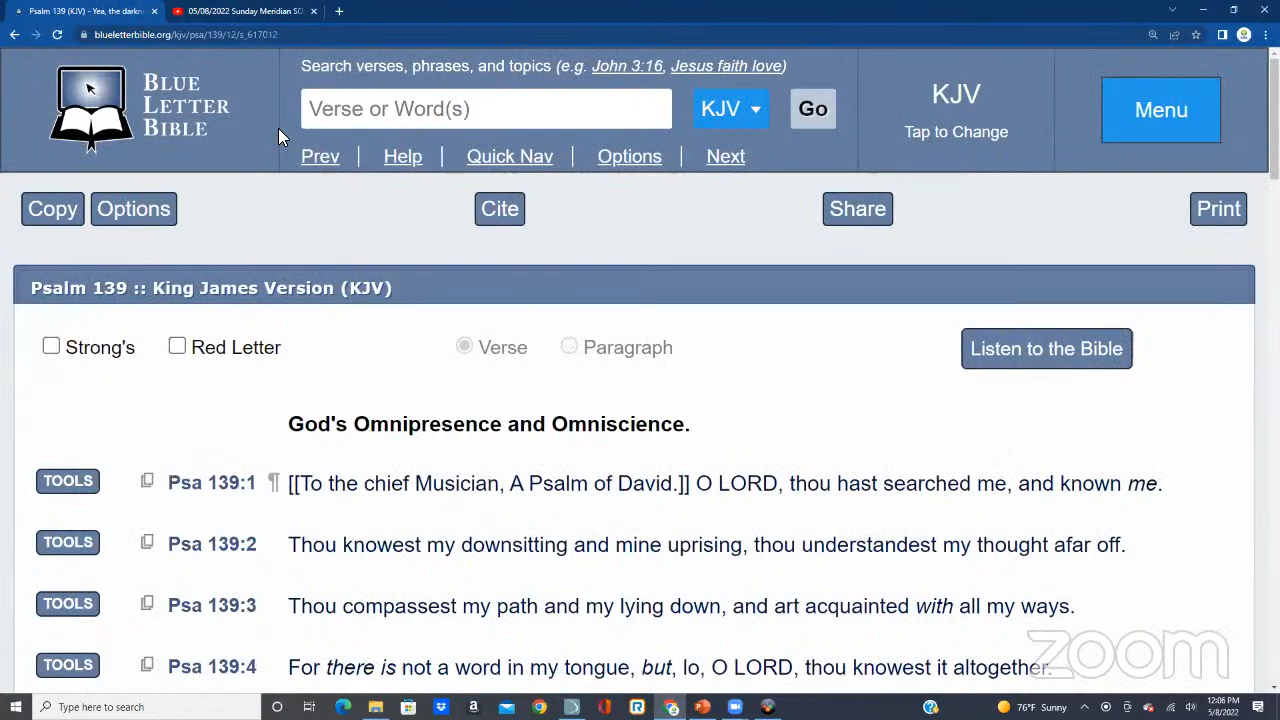 Psalm 139 (KJV) - Yea, the darkn
05/08/2022 Sunday Meridian SO
blueletterbible.org/kjv/psa/139/12/s_617012
BLUE
LETTER
BIBLE
Search verses, phrases, and topics (e.g. John 3:16, Jesus faith love)
Verse or Word(s)
KJV
Go
Prev | Help | Quick Nav | Options | Next
KJV
Tap to Change
Menu
Copy Options Cite Share Print
Psalm 139 :: King James Version (KJV)
Strong's Red Letter Verse Paragraph Listen to the Bible
God's Omnipresence and Omniscience.
TOOLS Psa 139:1 ¶ [[To the chief Musician, A Psalm of David.]] O LORD, thou hast searched me, and known me.
TOOLS Psa 139:2 Thou knowest my downsitting and mine uprising, thou understandest my thought afar off.
TOOLS Psa 139:3 Thou compassest my path and my lying down, and art acquainted with all my ways.
TOOLS Psa 139:4 For there is not a word in my tongue, but, lo, O LORD, thou knowest it altogether.
zoom
Type here to search
76°F Sunny
12:06 PM
5/8/2022